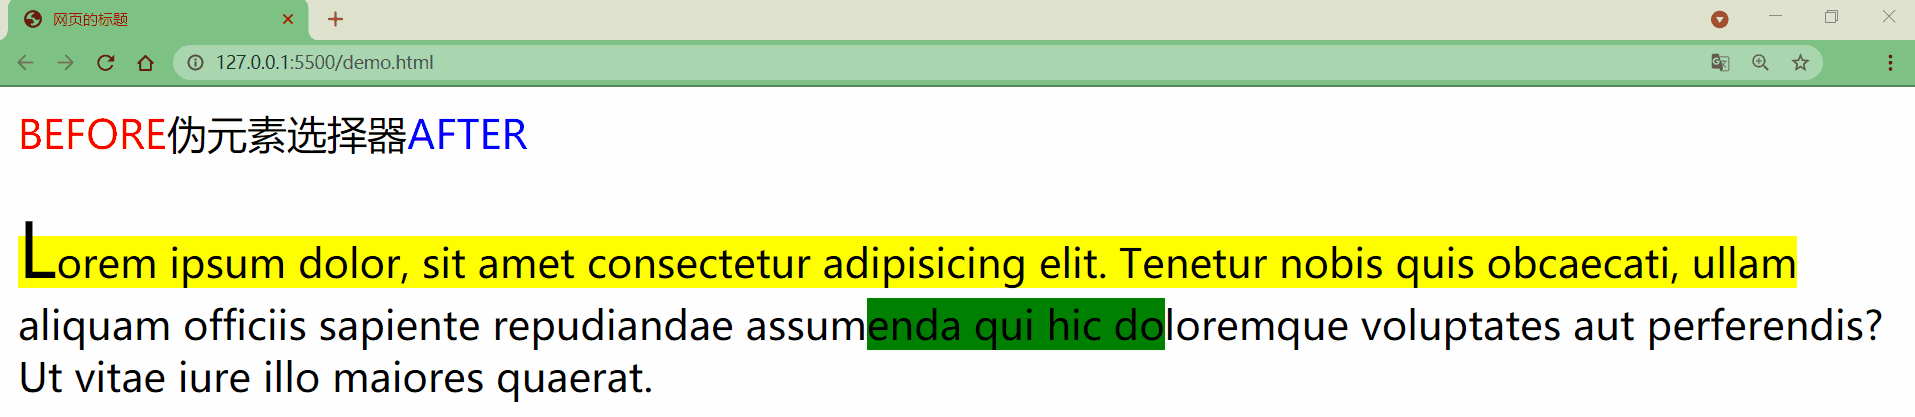 网页的标题
127.0.0.1:5500/demo.html
BEFORE伪元素选择器AFTER
Lorem ipsum dolor, sit amet consectetur adipisicing elit. Tenetur nobis quis obcaecati, ullam
aliquam officiis sapiente repudiandae assumenda qui hic doloremque voluptates aut perferendis?
Ut vitae iure illo maiores quaerat.